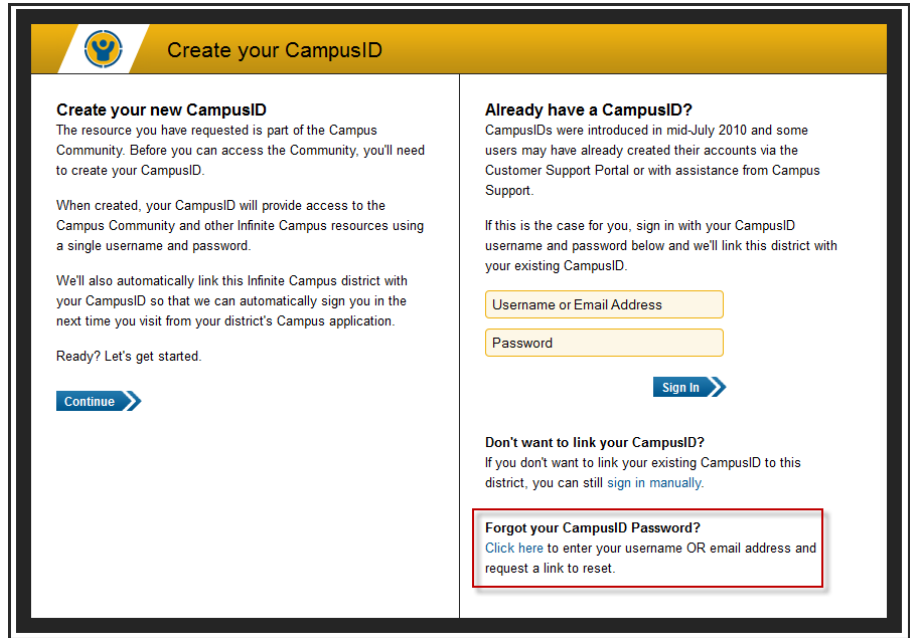 Create your CampusID
Create your new CampusID
The resource you have requested is part of the Campus
Community. Before you can access the Community, you'll need
to create your CampusID.
When created, your CampusID will provide access to the
Campus Community and other Infinite Campus resources using
a single username and password.
We'll also automatically link this Infinite Campus district with
your CampusID so that we can automatically sign you in the
next time you visit from your district's Campus application.
Ready? Let's get started.
Continue
Already have a CampusID?
CampusIDs were introduced in mid-July 2010 and some
users may have already created their accounts via the
Customer Support Portal or with assistance from Campus
Support.
If this is the case for you, sign in with your CampusID
username and password below and we'll link this district with
your existing CampusID.
Username or Email Address
Password
Sign In
Don't want to link your CampusID?
If you don't want to link your existing CampusID to this
district, you can still sign in manually.
Forgot your CampusID Password?
Click here to enter your username OR email address and
request a link to reset.